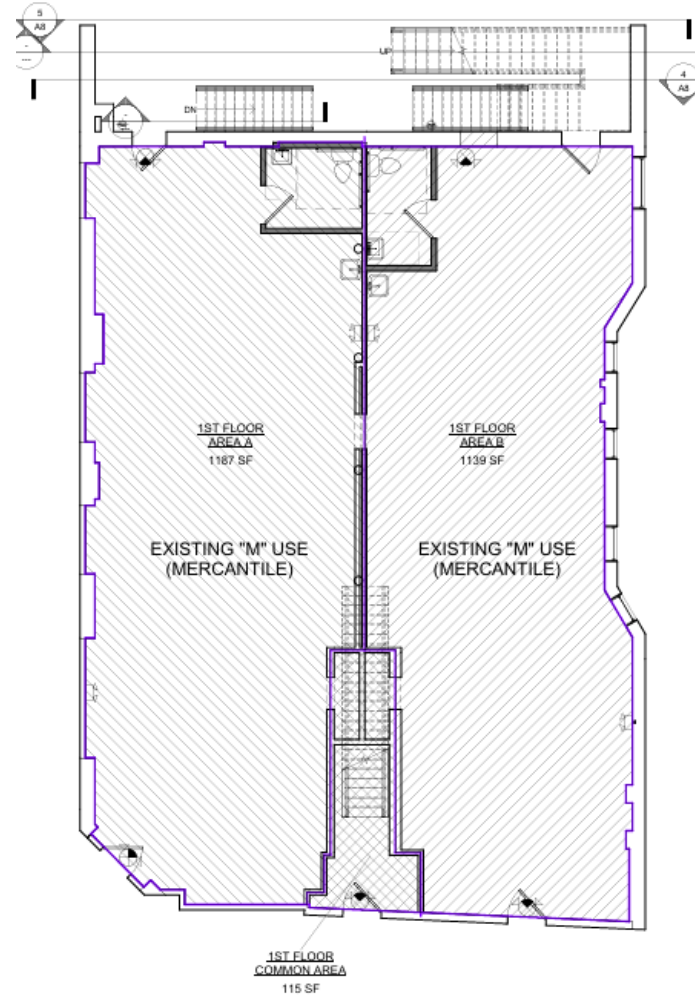 5
A8
UP
4
A8
DN
1ST FLOOR
AREA A
1187 SF
1ST FLOOR
AREA B
1139 SF
EXISTING "M" USE
(MERCANTILE)
EXISTING "M" USE
(MERCANTILE)
1ST FLOOR
COMMON AREA
115 SF